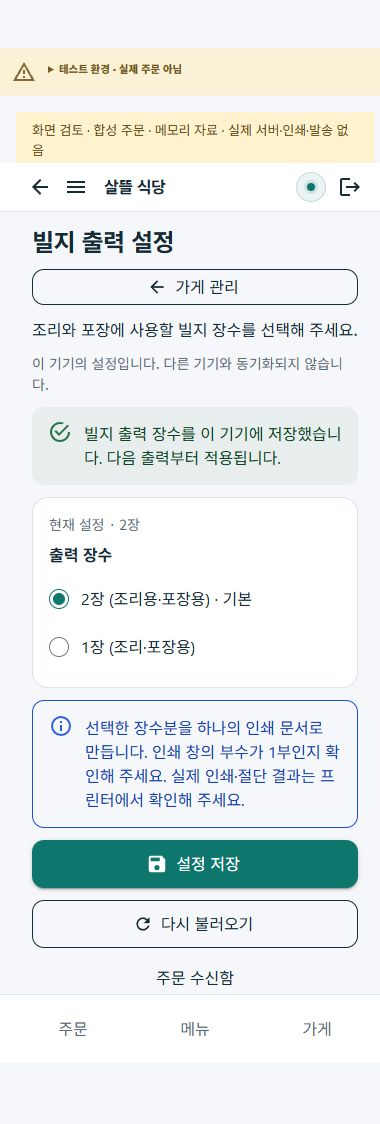 ▶ 테스트 환경 · 실제 주문 아님
화면 검토 · 합성 주문 · 메모리 자료 · 실제 서버·인쇄·발송 없
음
살뜰 식당
빌지 출력 설정
가게 관리
조리와 포장에 사용할 빌지 장수를 선택해 주세요.
이 기기의 설정입니다. 다른 기기와 동기화되지 않습니
다.
빌지 출력 장수를 이 기기에 저장했습니
다. 다음 출력부터 적용됩니다.
현재 설정 · 2장
출력 장수
2장 (조리용·포장용) · 기본
1장 (조리·포장용)
선택한 장수분을 하나의 인쇄 문서로
만듭니다. 인쇄 창의 부수가 1부인지 확
인해 주세요. 실제 인쇄·절단 결과는 프
린터에서 확인해 주세요.
설정 저장
다시 불러오기
주문 수신함
주문 메뉴 가게